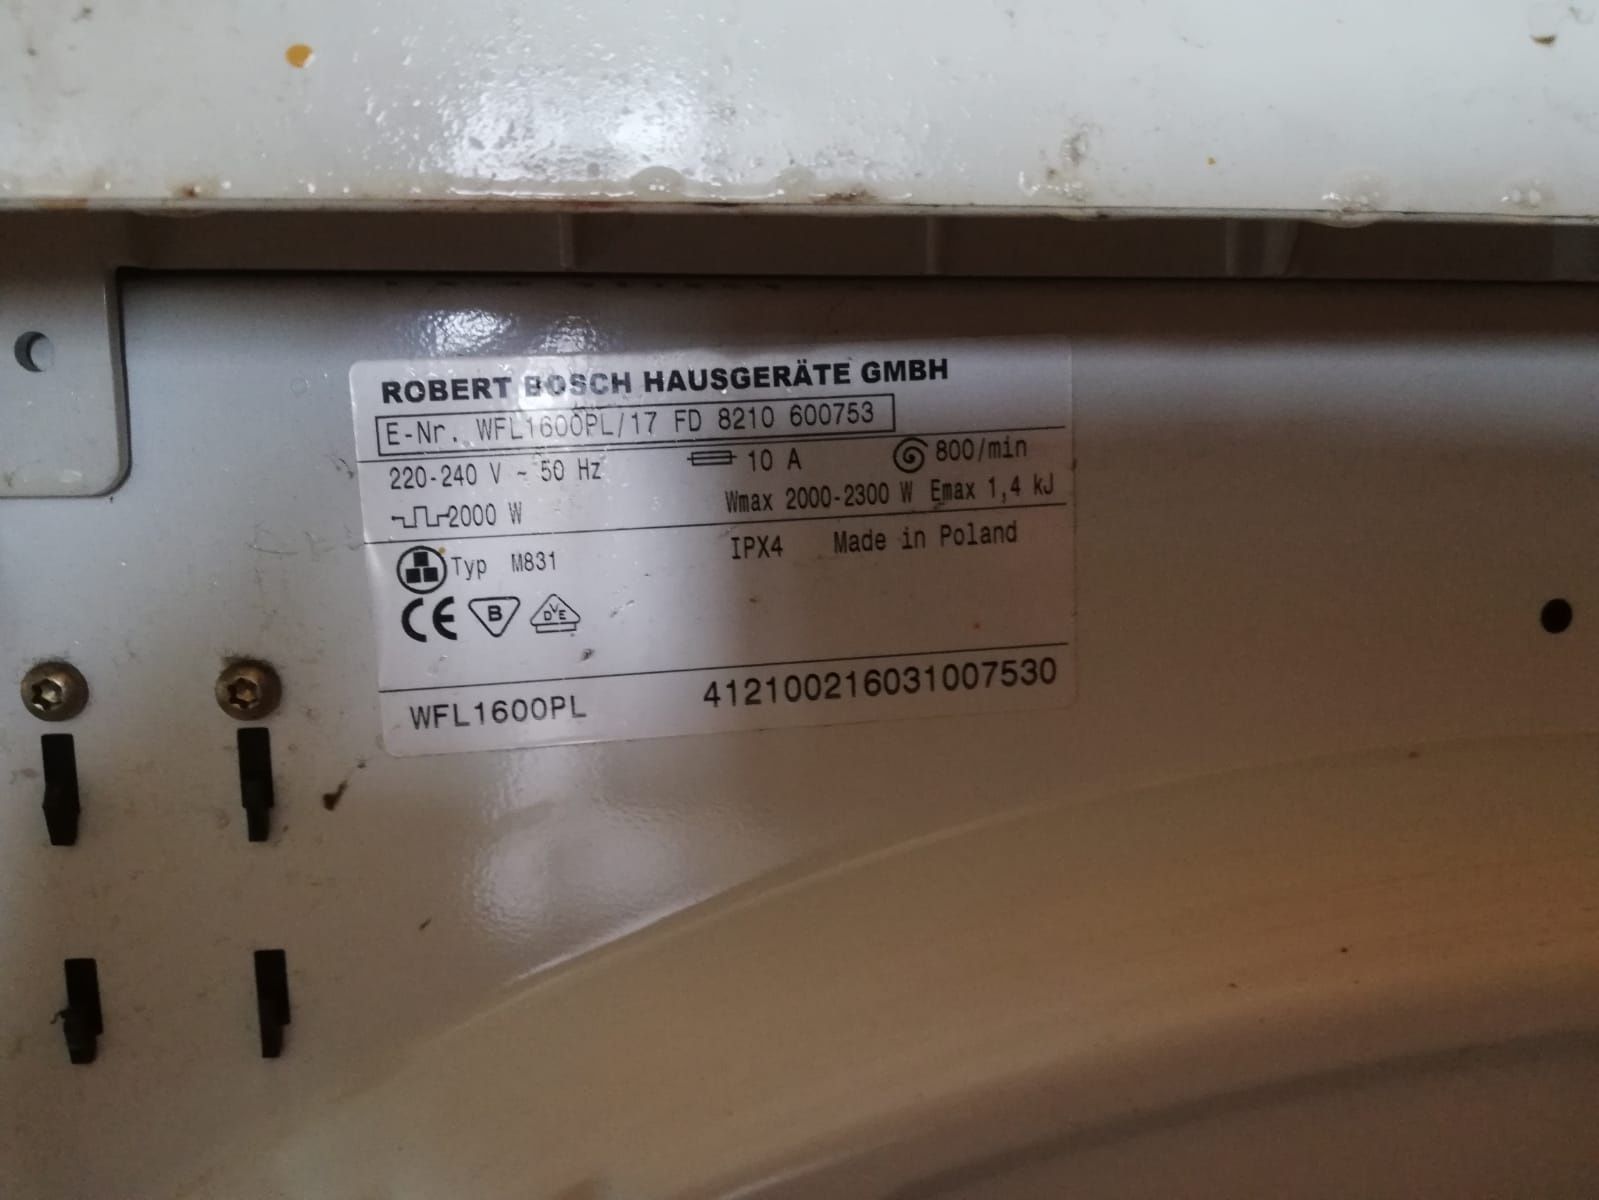 ROBERT BOSCH HAUSGERÄTE GMBH
E-Nr. WFL1600PL/17 FD 8210 600753
220-240 V ~ 50 Hz 10 A 800/min
2000 W Wmax 2000-2300 W Emax 1,4 kJ
Typ M831 IPX4 Made in Poland
CE B DVE
WFL1600PL 412100216031007530